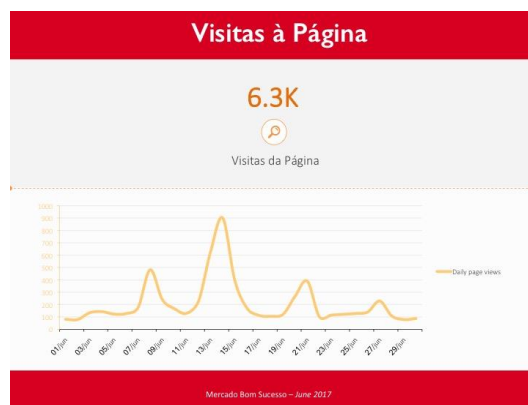 Visitas à Página
6.3K
Visitas da Página
1000
900
800
700
600
500
400
300
200
100
0
Daily page views
01/jun
03/jun
05/jun
07/jun
09/jun
11/jun
13/jun
15/jun
17/jun
19/jun
21/jun
23/jun
25/jun
27/jun
29/jun
Mercado Bom Sucesso – June 2017